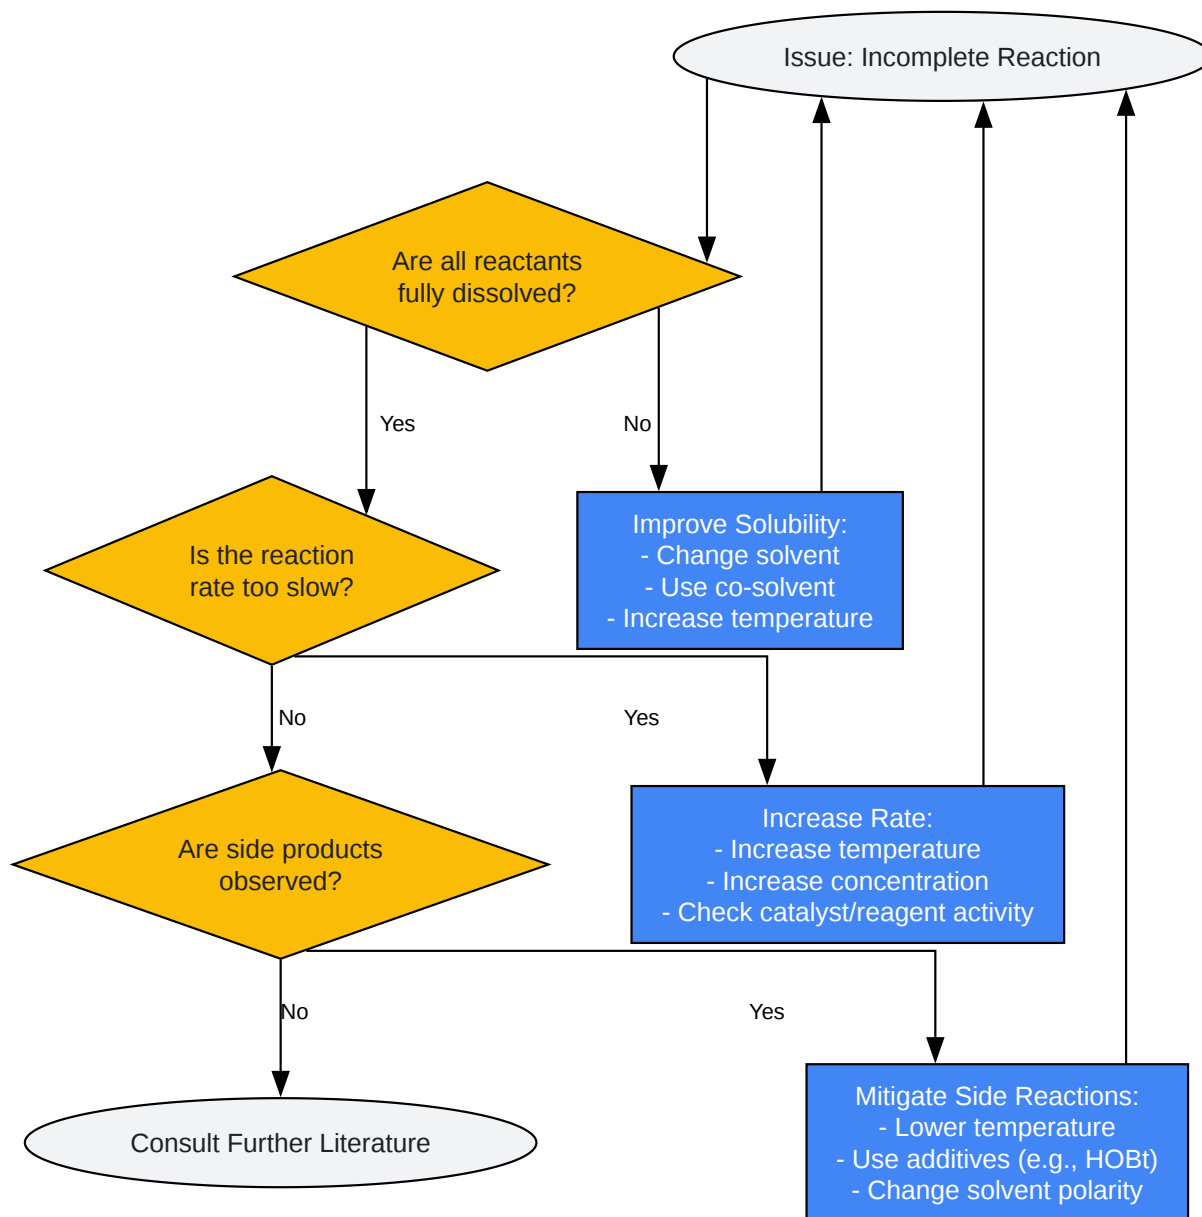 Issue: Incomplete Reaction
Are all reactants
fully dissolved?
Yes
No
Is the reaction
rate too slow?
Improve Solubility:
- Change solvent
- Use co-solvent
- Increase temperature
No
Yes
Are side products
observed?
Increase Rate:
- Increase temperature
- Increase concentration
- Check catalyst/reagent activity
No
Yes
Consult Further Literature
Mitigate Side Reactions:
- Lower temperature
- Use additives (e.g., HOBt)
- Change solvent polarity